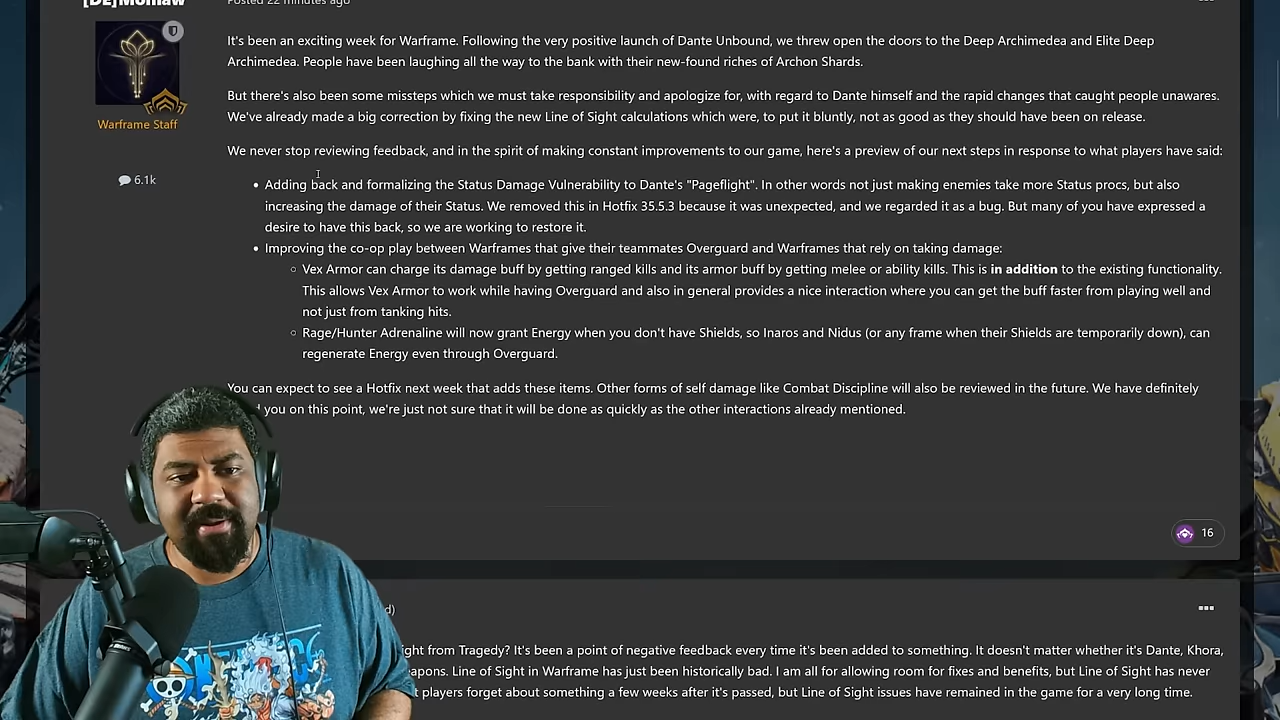 Posted 22 minutes ago
It's been an exciting week for Warframe. Following the very positive launch of Dante Unbound, we threw open the doors to the Deep Archimedea and Elite Deep
Archimedea. People have been laughing all the way to the bank with their new-found riches of Archon Shards.
But there's also been some missteps which we must take responsibility and apologize for, with regard to Dante himself and the rapid changes that caught people unawares.
Warframe Staff
We've already made a big correction by fixing the new Line of Sight calculations which were, to put it bluntly, not as good as they should have been on release.
We never stop reviewing feedback, and in the spirit of making constant improvements to our game, here's a preview of our next steps in response to what players have said:
6.1k
• Adding back and formalizing the Status Damage Vulnerability to Dante's "Pageflight". In other words not just making enemies take more Status procs, but also
increasing the damage of their Status. We removed this in Hotfix 35.5.3 because it was unexpected, and we regarded it as a bug. But many of you have expressed a
desire to have this back, so we are working to restore it.
• Improving the co-op play between Warframes that give their teammates Overguard and Warframes that rely on taking damage:
○ Vex Armor can charge its damage buff by getting ranged kills and its armor buff by getting melee or ability kills. This is in addition to the existing functionality.
This allows Vex Armor to work while having Overguard and also in general provides a nice interaction where you can get the buff faster from playing well and
not just from tanking hits.
○ Rage/Hunter Adrenaline will now grant Energy when you don't have Shields, so Inaros and Nidus (or any frame when their Shields are temporarily down), can
regenerate Energy even through Overguard.
You can expect to see a Hotfix next week that adds these items. Other forms of self damage like Combat Discipline will also be reviewed in the future. We have definitely
you on this point, we're just not sure that it will be done as quickly as the other interactions already mentioned.
16
from Tragedy? It's been a point of negative feedback every time it's been added to something. It doesn't matter whether it's Dante, Khora,
Line of Sight in Warframe has just been historically bad. I am all for allowing room for fixes and benefits, but Line of Sight has never
players forget about something a few weeks after it's passed, but Line of Sight issues have remained in the game for a very long time.